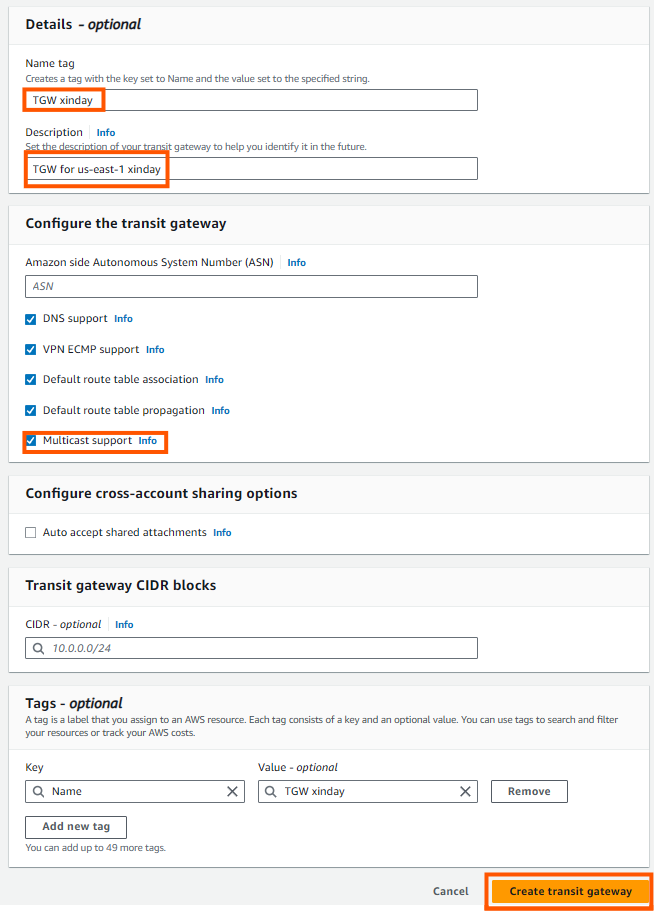 Details - optional
Name tag
Creates a tag with the key set to Name and the value set to the specified string.
TGW xinday
Description Info
Set the description of your transit gateway to help you identify it in the future.
TGW for us-east-1 xinday
Configure the transit gateway
Amazon side Autonomous System Number (ASN) Info
ASN
DNS support Info
VPN ECMP support Info
Default route table association Info
Default route table propagation Info
Multicast support Info
Configure cross-account sharing options
Auto accept shared attachments Info
Transit gateway CIDR blocks
CIDR - optional Info
10.0.0.0/24
Tags - optional
A tag is a label that you assign to an AWS resource. Each tag consists of a key and an optional value. You can use tags to search and filter
your resources or track your AWS costs.
Key Value - optional
Name TGW xinday Remove
Add new tag
You can add up to 49 more tags.
Cancel Create transit gateway